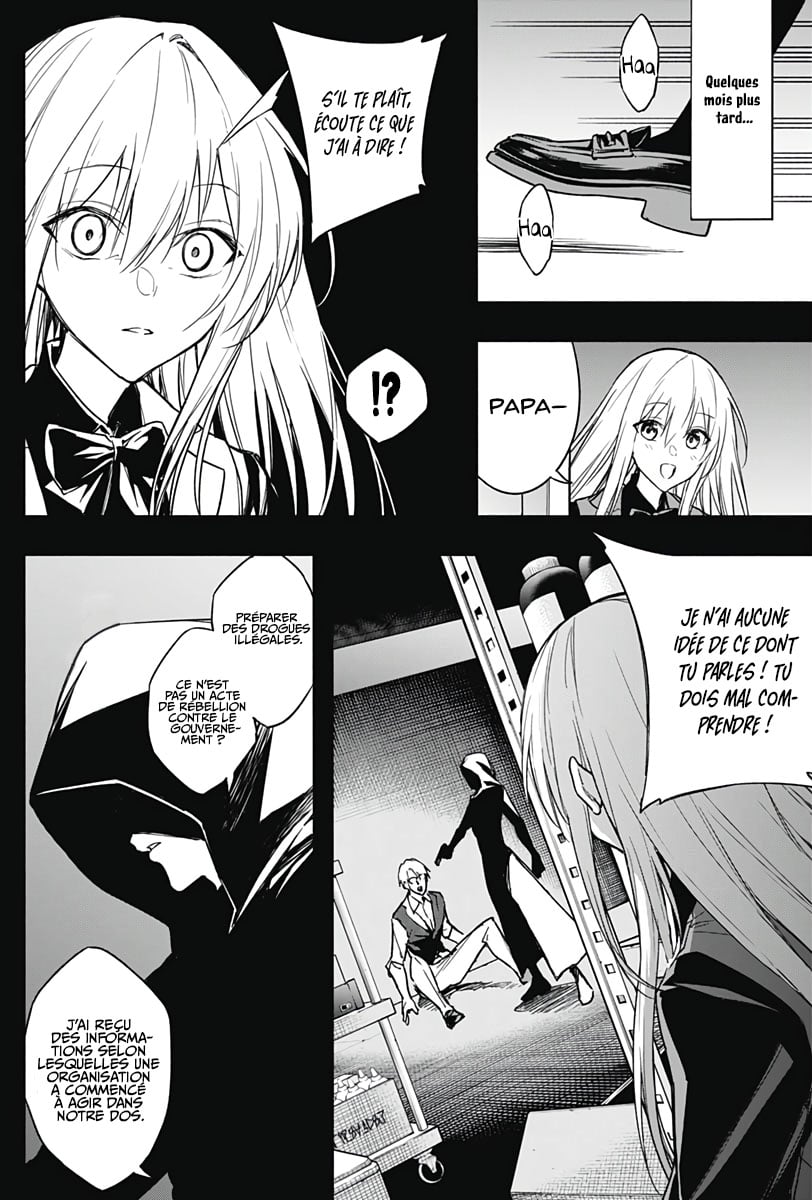 Quelques
mois plus
tard...
Haa
Haa
PAPA-
S'IL TE PLAÎT,
ÉCOUTE CE QUE
J'AI À DIRE !
!?
JE N'AI AUCUNE
IDÉE DE CE DONT
TU PARLES ! TU
DOIS MAL COM-
PRENDRE !
PRÉPARER
DES DROGUES
ILLÉGALES.
CE N'EST
PAS UN ACTE
DE RÉBELLION
CONTRE LE
GOUVERNE-
MENT ?
J'AI REÇU
DES INFORMA-
TIONS SELON
LESQUELLES UNE
ORGANISATION
A COMMENCÉ
À AGIR DANS
NOTRE DOS.